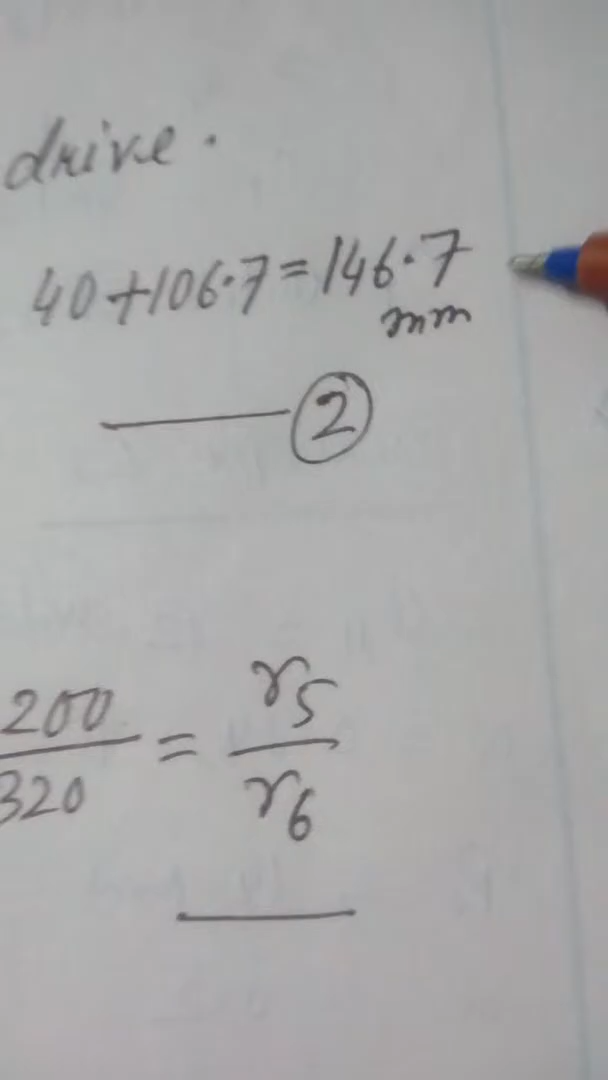 drive.
40+106.7=146.7
mm
②
200/320 = r5/r6